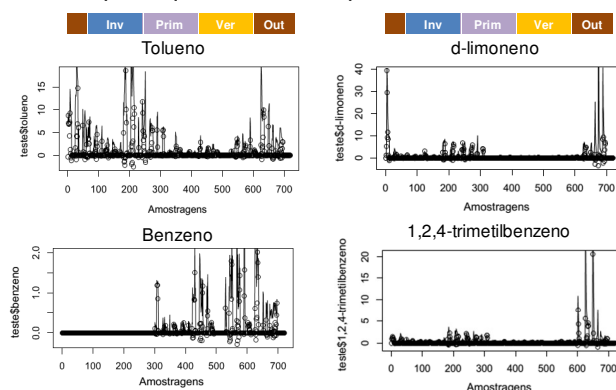 Inv Prim Ver Out
Inv Prim Ver Out
Tolueno
d-limoneno
teste$tolueno
0 5 10 15
0 100 200 300 400 500 600 700
Amostragens
teste$d-limoneno
0 10 20 30 40
0 100 200 300 400 500 600 700
Amostragens
Benzeno
1,2,4-trimetilbenzeno
teste$benzeno
0.0 1.0 2.0
0 100 200 300 400 500 600 700
Amostragens
teste$1,2,4-trimetilbenzeno
0 5 10 15 20
0 100 200 300 400 500 600 700
Amostragens